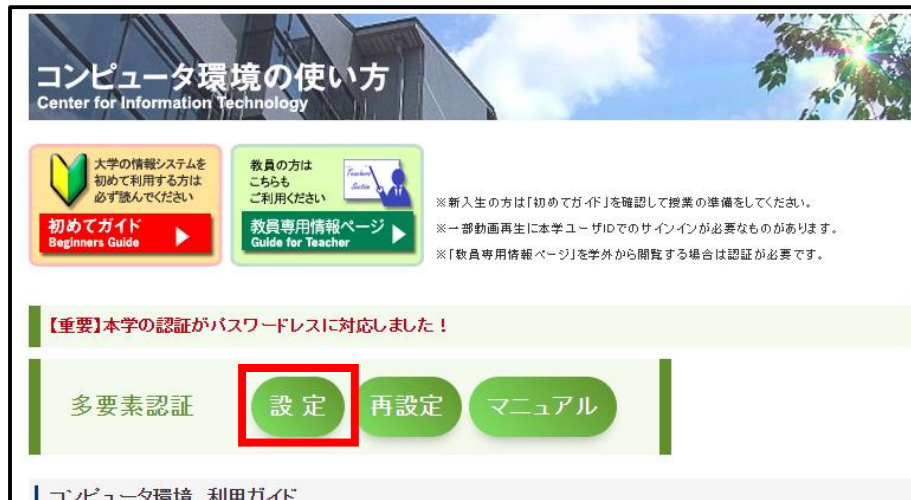 コンピュータ環境の使い方
Center for Information Technology
大学の情報システムを
初めて利用する方は
必ず読んでください
初めてガイド
Beginners Guide
教員の方は
こちらも
ご利用ください
Teachers
Section
教員専用情報ページ
Guide for Teacher
※新入生の方は「初めてガイド」を確認して授業の準備をしてください。
※一部動画再生に本学ユーザIDでのサインインが必要なものがあります。
※「教員専用情報ページ」を学外から閲覧する場合は認証が必要です。
【重要】本学の認証がパスワードレスに対応しました！
多要素認証
設 定
再設定
マニュアル
コンピュータ環境 利用ガイド